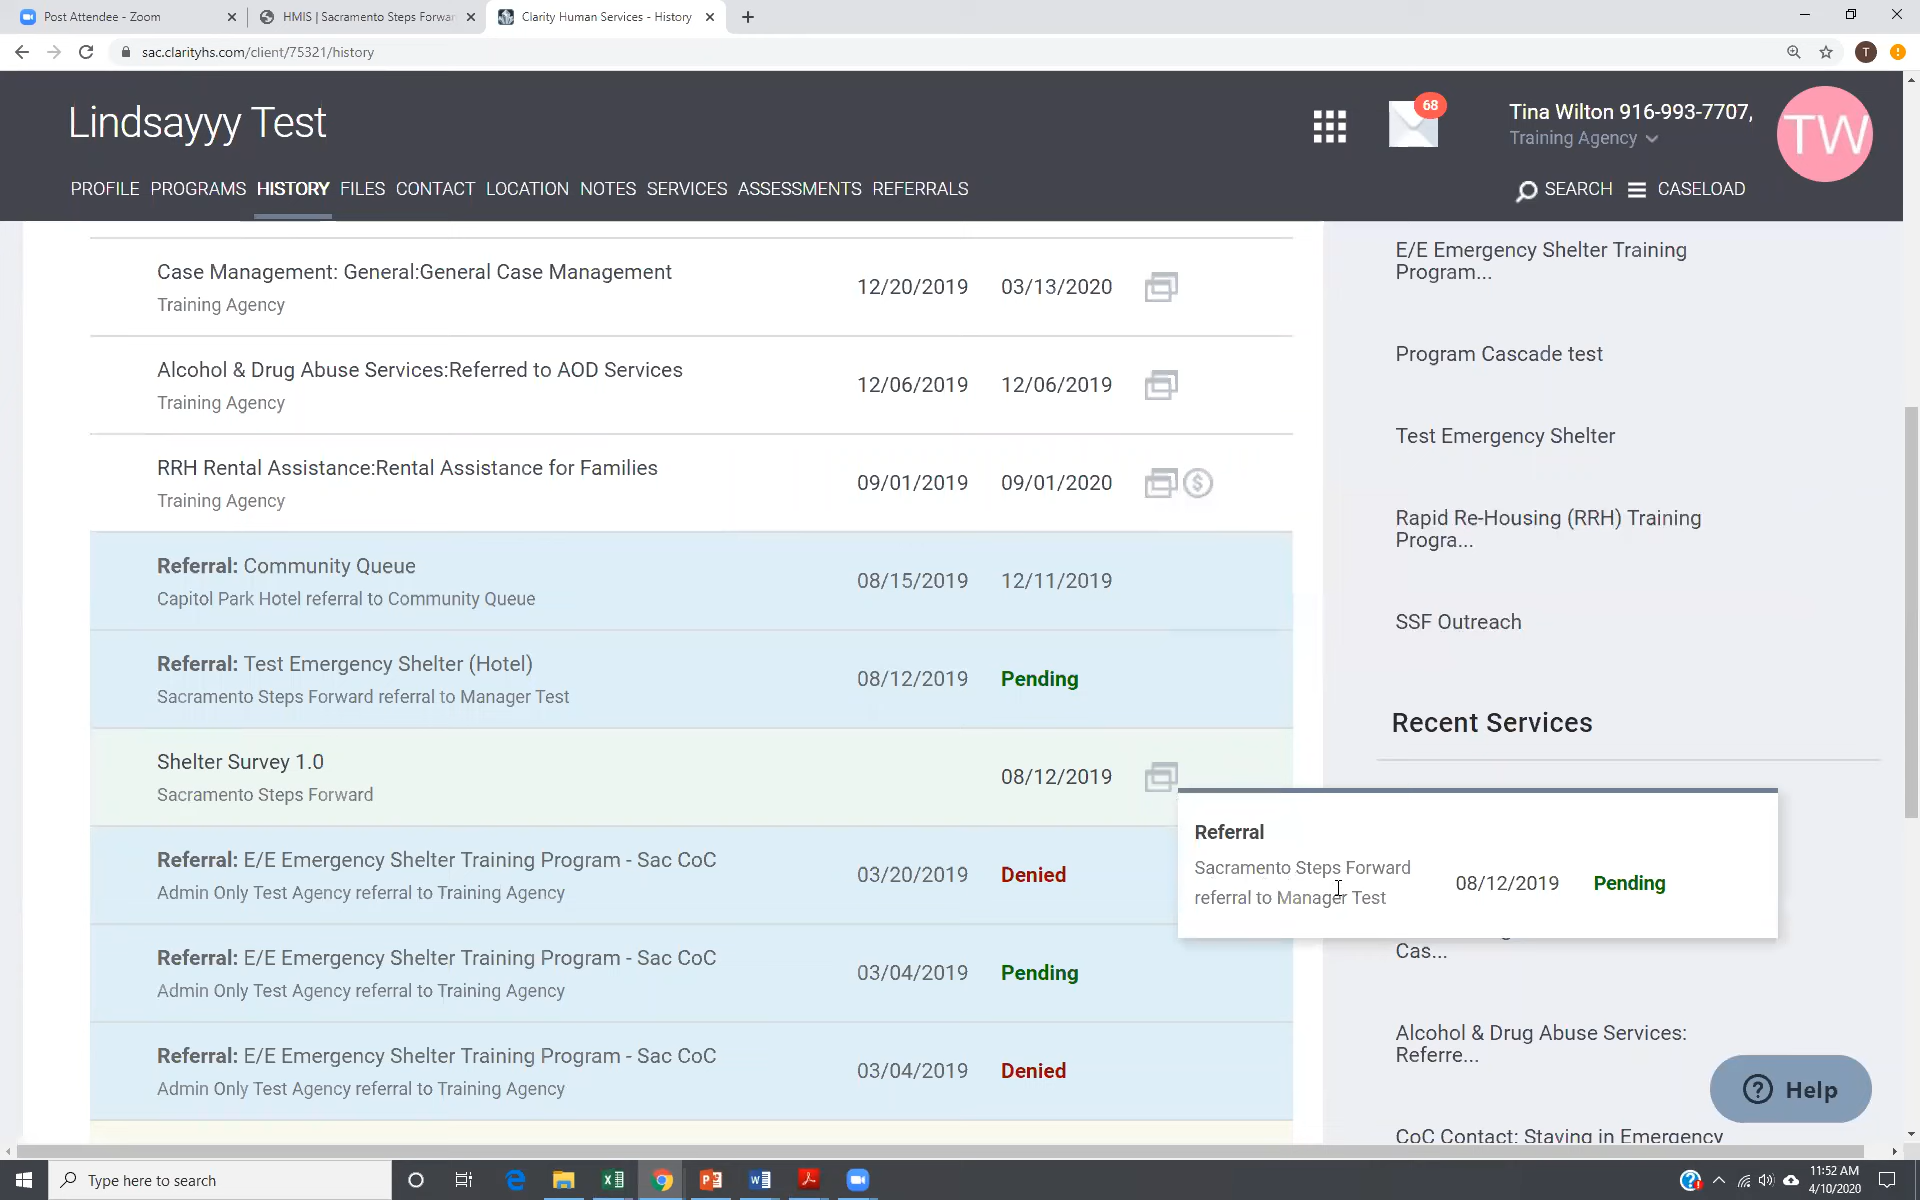 Post Attendee - Zoom
HMIS | Sacramento Steps Forwar
Clarity Human Services - History
sac.clarityhs.com/client/75321/history
T
Lindsayyy Test
68
Tina Wilton 916-993-7707,
Training Agency
TW
PROFILE PROGRAMS HISTORY FILES CONTACT LOCATION NOTES SERVICES ASSESSMENTS REFERRALS
SEARCH CASELOAD
Case Management: General:General Case Management
Training Agency
12/20/2019 03/13/2020
Alcohol & Drug Abuse Services:Referred to AOD Services
Training Agency
12/06/2019 12/06/2019
RRH Rental Assistance:Rental Assistance for Families
Training Agency
09/01/2019 09/01/2020
Referral: Community Queue
Capitol Park Hotel referral to Community Queue
08/15/2019 12/11/2019
Referral: Test Emergency Shelter (Hotel)
Sacramento Steps Forward referral to Manager Test
08/12/2019 Pending
Shelter Survey 1.0
Sacramento Steps Forward
08/12/2019
Referral: E/E Emergency Shelter Training Program - Sac CoC
Admin Only Test Agency referral to Training Agency
03/20/2019 Denied
Referral: E/E Emergency Shelter Training Program - Sac CoC
Admin Only Test Agency referral to Training Agency
03/04/2019 Pending
Referral: E/E Emergency Shelter Training Program - Sac CoC
Admin Only Test Agency referral to Training Agency
03/04/2019 Denied
E/E Emergency Shelter Training
Program...
Program Cascade test
Test Emergency Shelter
Rapid Re-Housing (RRH) Training
Progra...
SSF Outreach
Recent Services
Referral
Sacramento Steps Forward
referral to Manager Test
08/12/2019 Pending
Cas...
Alcohol & Drug Abuse Services:
Referre...
Help
CoC Contact: Staying in Emergency
Type here to search
11:52 AM
4/10/2020